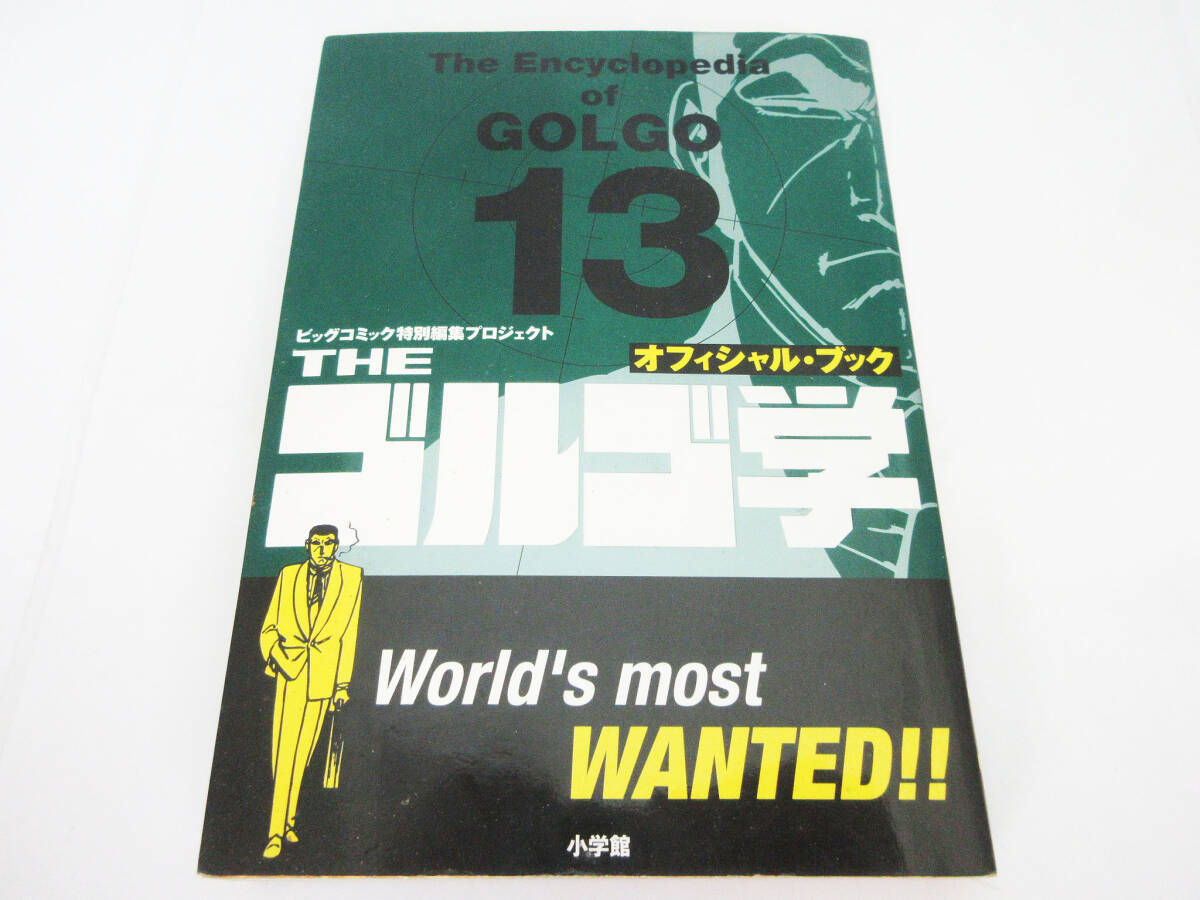 The Encyclopedia
of
GOLGO
13
ビッグコミック特別編集プロジェクト
THE
オフィシャル・ブック
ゴルゴ学
World's most
WANTED!!
小学館